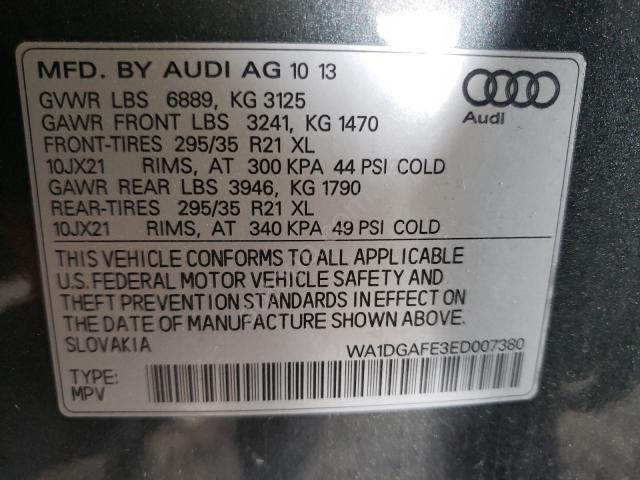 MFD. BY AUDI AG 10 13
GVWR LBS 6889, KG 3125
GAWR FRONT LBS 3241, KG 1470
FRONT-TIRES 295/35 R21 XL
10JX21 RIMS, AT 300 KPA 44 PSI COLD
GAWR REAR LBS 3946, KG 1790
REAR-TIRES 295/35 R21 XL
10JX21 RIMS, AT 340 KPA 49 PSI COLD
Audi
THIS VEHICLE CONFORMS TO ALL APPLICABLE
U.S. FEDERAL MOTOR VEHICLE SAFETY AND
THEFT PREVENTION STANDARDS IN EFFECT ON
THE DATE OF MANUFACTURE SHOWN ABOVE.
SLOVAKIA WA1DGAFE3ED007380
TYPE:
MPV